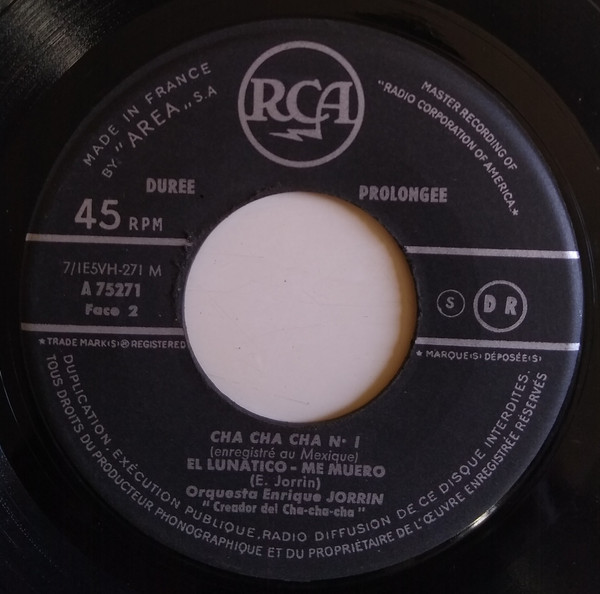 RCA
MADE IN FRANCE
BY "AREA" S.A
MASTER RECORDING OF
"RADIO CORPORATION OF AMERICA"★
DUREE PROLONGEE
45 RPM
7/1E5VH-271 M
A 75271
Face 2
S DR
★TRADE MARK(S)®REGISTERED
★MARQUE(S) DÉPOSÉE(S)
CHA CHA CHA N• 1
(enregistré au Mexique)
EL LUNÀTICO - ME MUERO
(E. Jorrin)
Orquesta Enrique JORRIN
"Creador del Cha-cha-cha"
DUPLICATION EXÉCUTION PUBLIQUE, RADIO DIFFUSION DE CE DISQUE INTERDITES.
TOUS DROITS DU PRODUCTEUR PHONOGRAPHIQUE ET DU PROPRIÉTAIRE DE L'ŒUVRE ENREGISTRÉE RÉSERVÉS